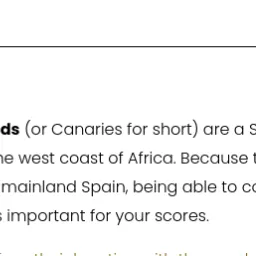 ds (or Canaries for short) are a S
he west coast of Africa. Because t
mainland Spain, being able to co
s important for your scores.